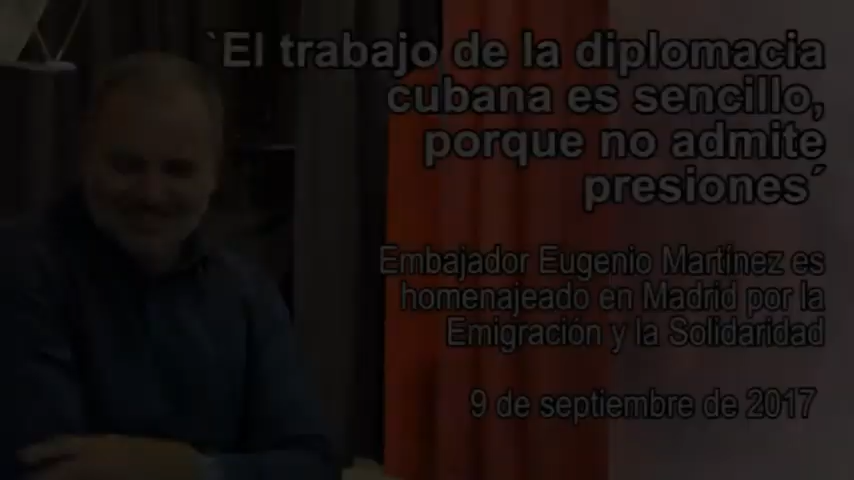 `El trabajo de la diplomacia
cubana es sencillo,
porque no admite
presiones´
Embajador Eugenio Martínez es
homenajeado en Madrid por la
Emigración y la Solidaridad
9 de septiembre de 2017